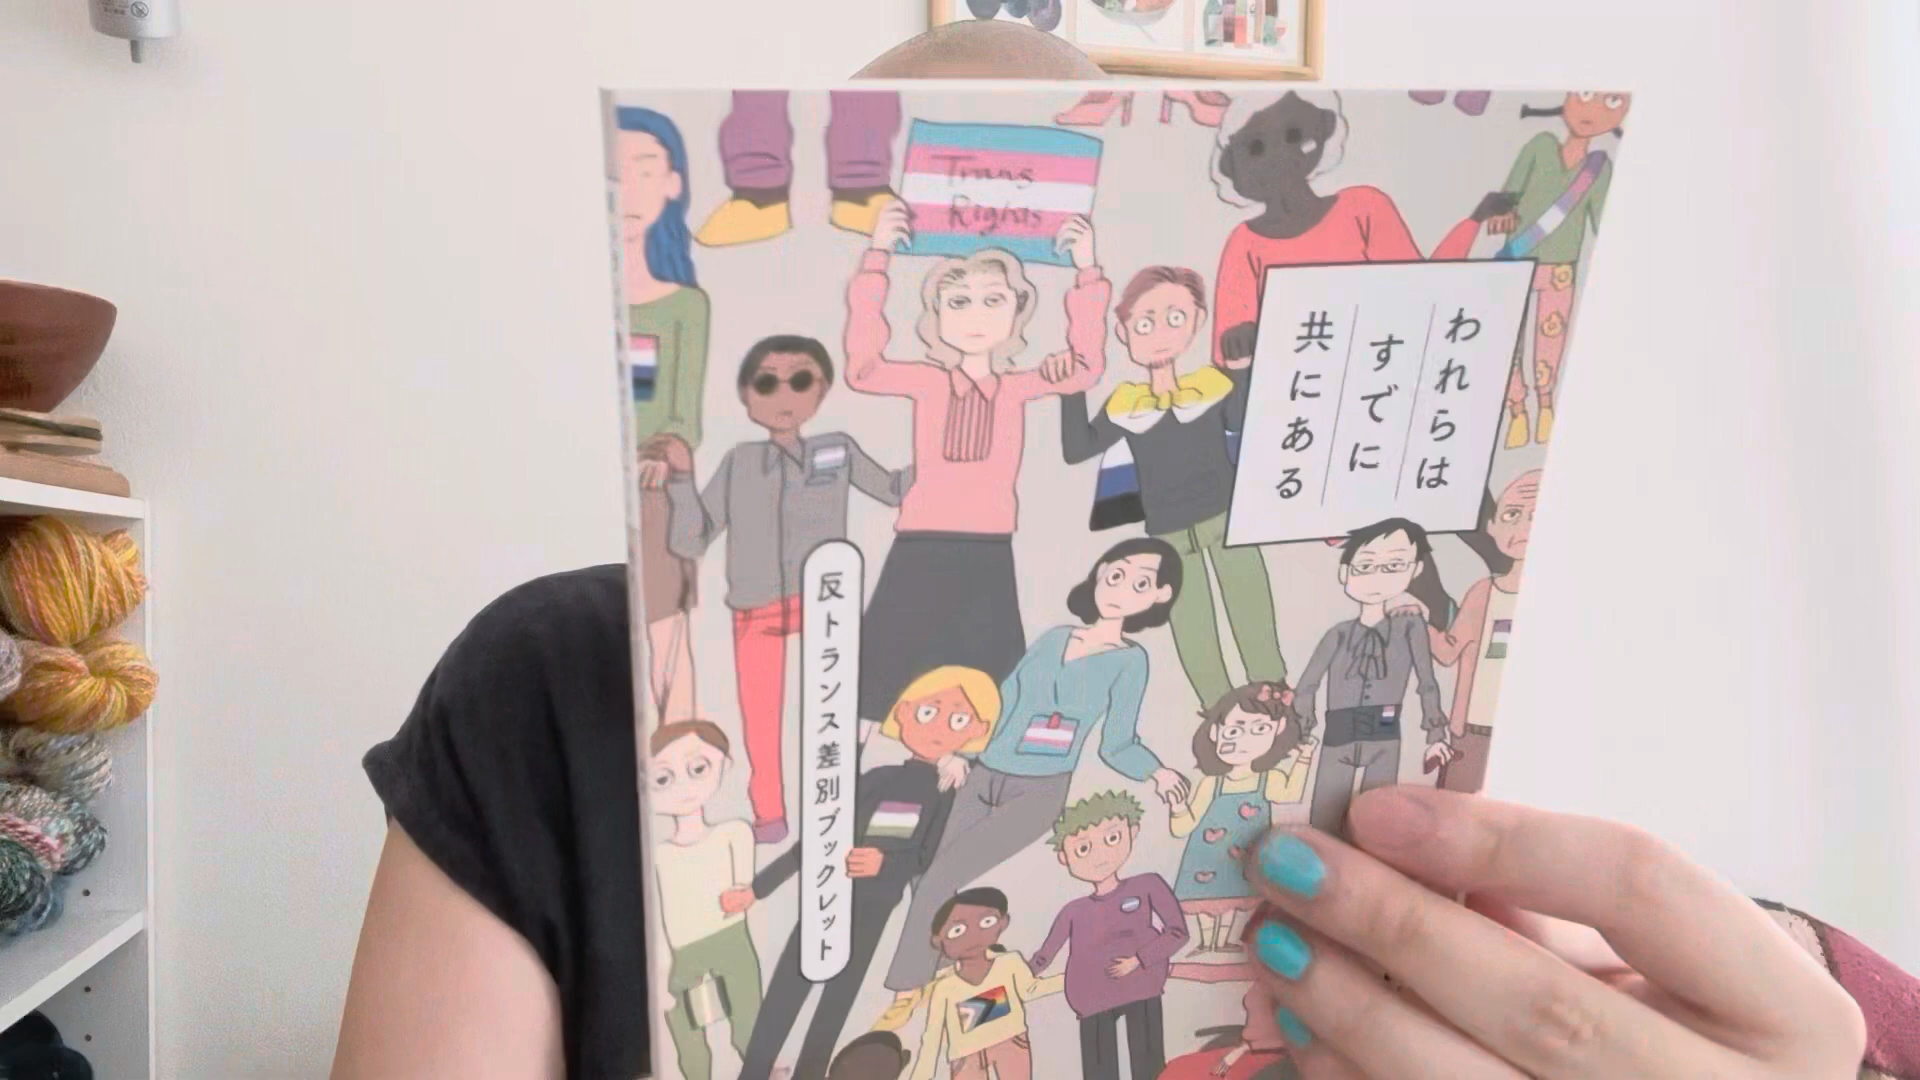 Trans
Rights
われらは
すでに
共にある
反トランス差別ブックレット